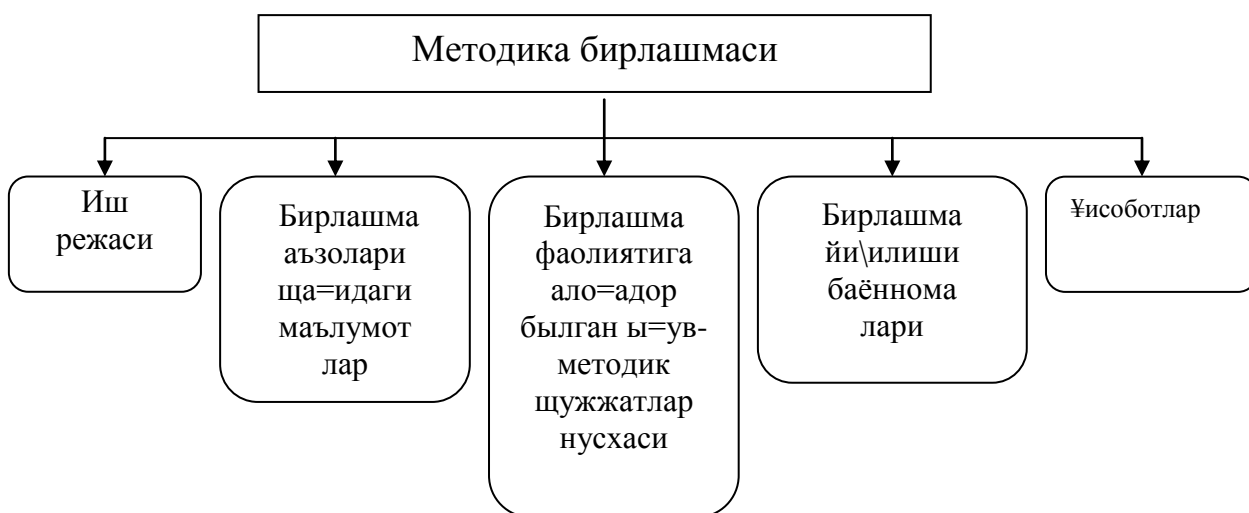 Методика бирлашмаси
Иш
режаси
Бирлашма
аъзолари
ща=идаги
маълумот
лар
Бирлашма
фаолиятига
ало=адор
былган ы=ув-
методик
щужжатлар
нусхаси
Бирлашма
йи\илиши
баённома
лари
¥исоботлар